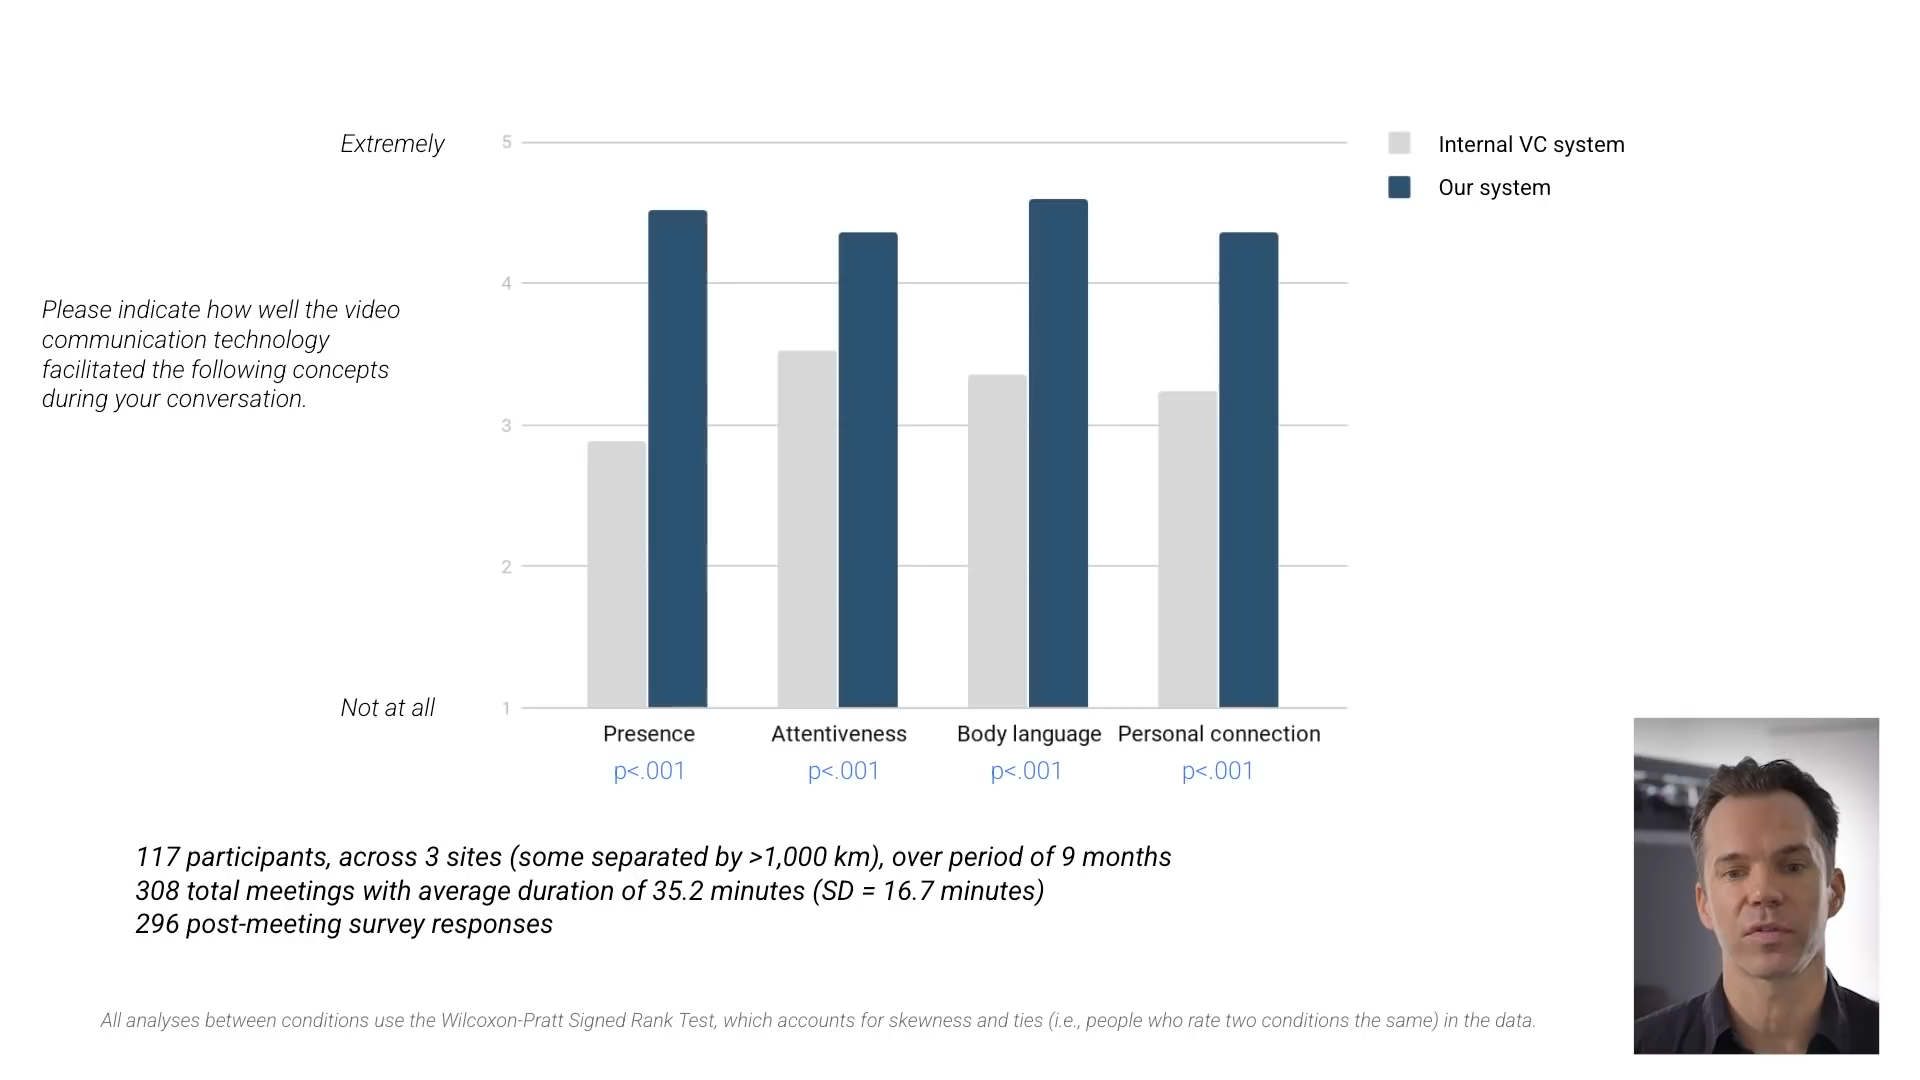 Extremely
5
Internal VC system
Our system
4
Please indicate how well the video
communication technology
facilitated the following concepts
during your conversation.
3
2
Not at all
1
Presence
Attentiveness
Body language
Personal connection
p<.001
p<.001
p<.001
p<.001
117 participants, across 3 sites (some separated by >1,000 km), over period of 9 months
308 total meetings with average duration of 35.2 minutes (SD = 16.7 minutes)
296 post-meeting survey responses
All analyses between conditions use the Wilcoxon-Pratt Signed Rank Test, which accounts for skewness and ties (i.e., people who rate two conditions the same) in the data.